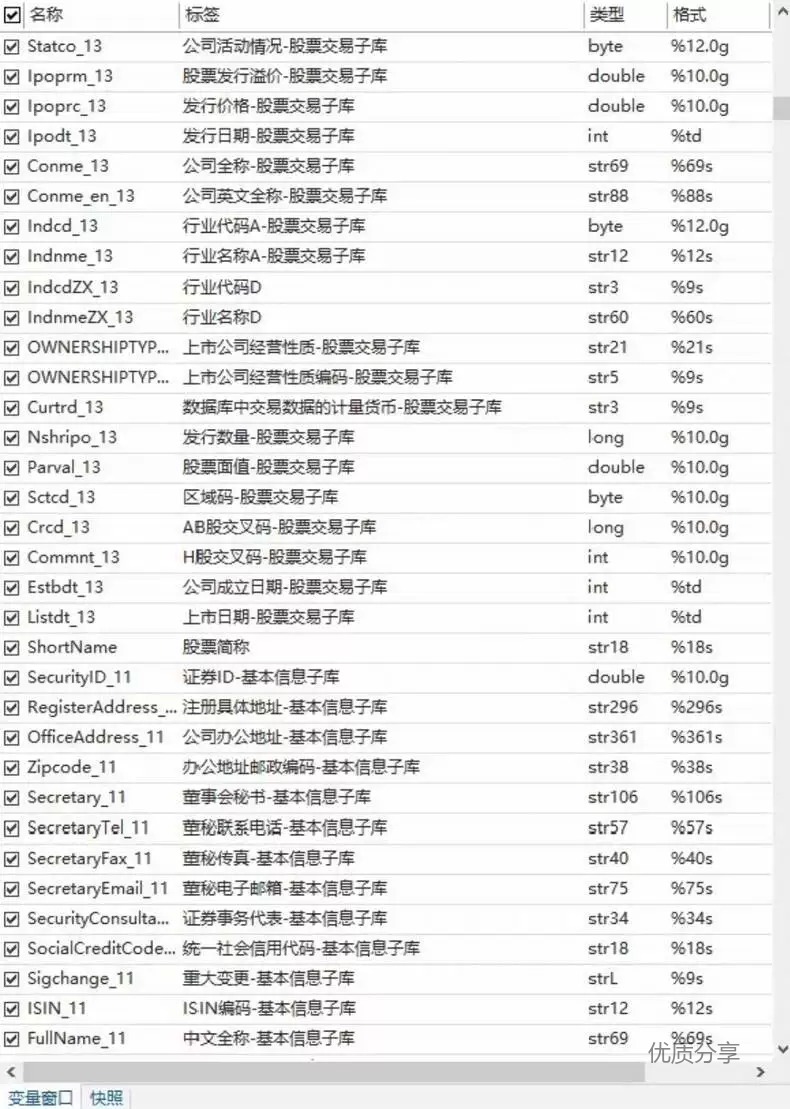 名称 标签 类型 格式
Statco_13 公司活动情况-股票交易子库 byte %12.0g
Ipoprm_13 股票发行溢价-股票交易子库 double %10.0g
Ipoprc_13 发行价格-股票交易子库 double %10.0g
Ipodt_13 发行日期-股票交易子库 int %td
Conme_13 公司全称-股票交易子库 str69 %69s
Conme_en_13 公司英文全称-股票交易子库 str88 %88s
Indcd_13 行业代码A-股票交易子库 byte %12.0g
Indnme_13 行业名称A-股票交易子库 str12 %12s
IndcdZX_13 行业代码D str3 %9s
IndnmeZX_13 行业名称D str60 %60s
OWNERSHIPTYP... 上市公司经营性质-股票交易子库 str21 %21s
OWNERSHIPTYP... 上市公司经营性质编码-股票交易子库 str5 %9s
Curtrd_13 数据库中交易数据的计量货币-股票交易子库 str3 %9s
Nshripo_13 发行数量-股票交易子库 long %10.0g
Parval_13 股票面值-股票交易子库 double %10.0g
Sctcd_13 区域码-股票交易子库 byte %10.0g
Crcd_13 AB股交叉码-股票交易子库 long %10.0g
Commnt_13 H股交叉码-股票交易子库 int %10.0g
Estbdt_13 公司成立日期-股票交易子库 int %td
Listdt_13 上市日期-股票交易子库 int %td
ShortName 股票简称 str18 %18s
SecurityID_11 证券ID-基本信息子库 double %10.0g
RegisterAddress_... 注册具体地址-基本信息子库 str296 %296s
OfficeAddress_11 公司办公地址-基本信息子库 str361 %361s
Zipcode_11 办公地址邮政编码-基本信息子库 str38 %38s
Secretary_11 董事会秘书-基本信息子库 str106 %106s
SecretaryTel_11 董秘联系电话-基本信息子库 str57 %57s
SecretaryFax_11 董秘传真-基本信息子库 str40 %40s
SecretaryEmail_11 董秘电子邮箱-基本信息子库 str75 %75s
SecurityConsulta... 证券事务代表-基本信息子库 str34 %34s
SocialCreditCode... 统一社会信用代码-基本信息子库 str18 %18s
Sigchange_11 重大变更-基本信息子库 strL %9s
ISIN_11 ISIN编码-基本信息子库 str12 %12s
FullName_11 中文全称-基本信息子库 str69 %69s
优质分享
变量窗口 快照